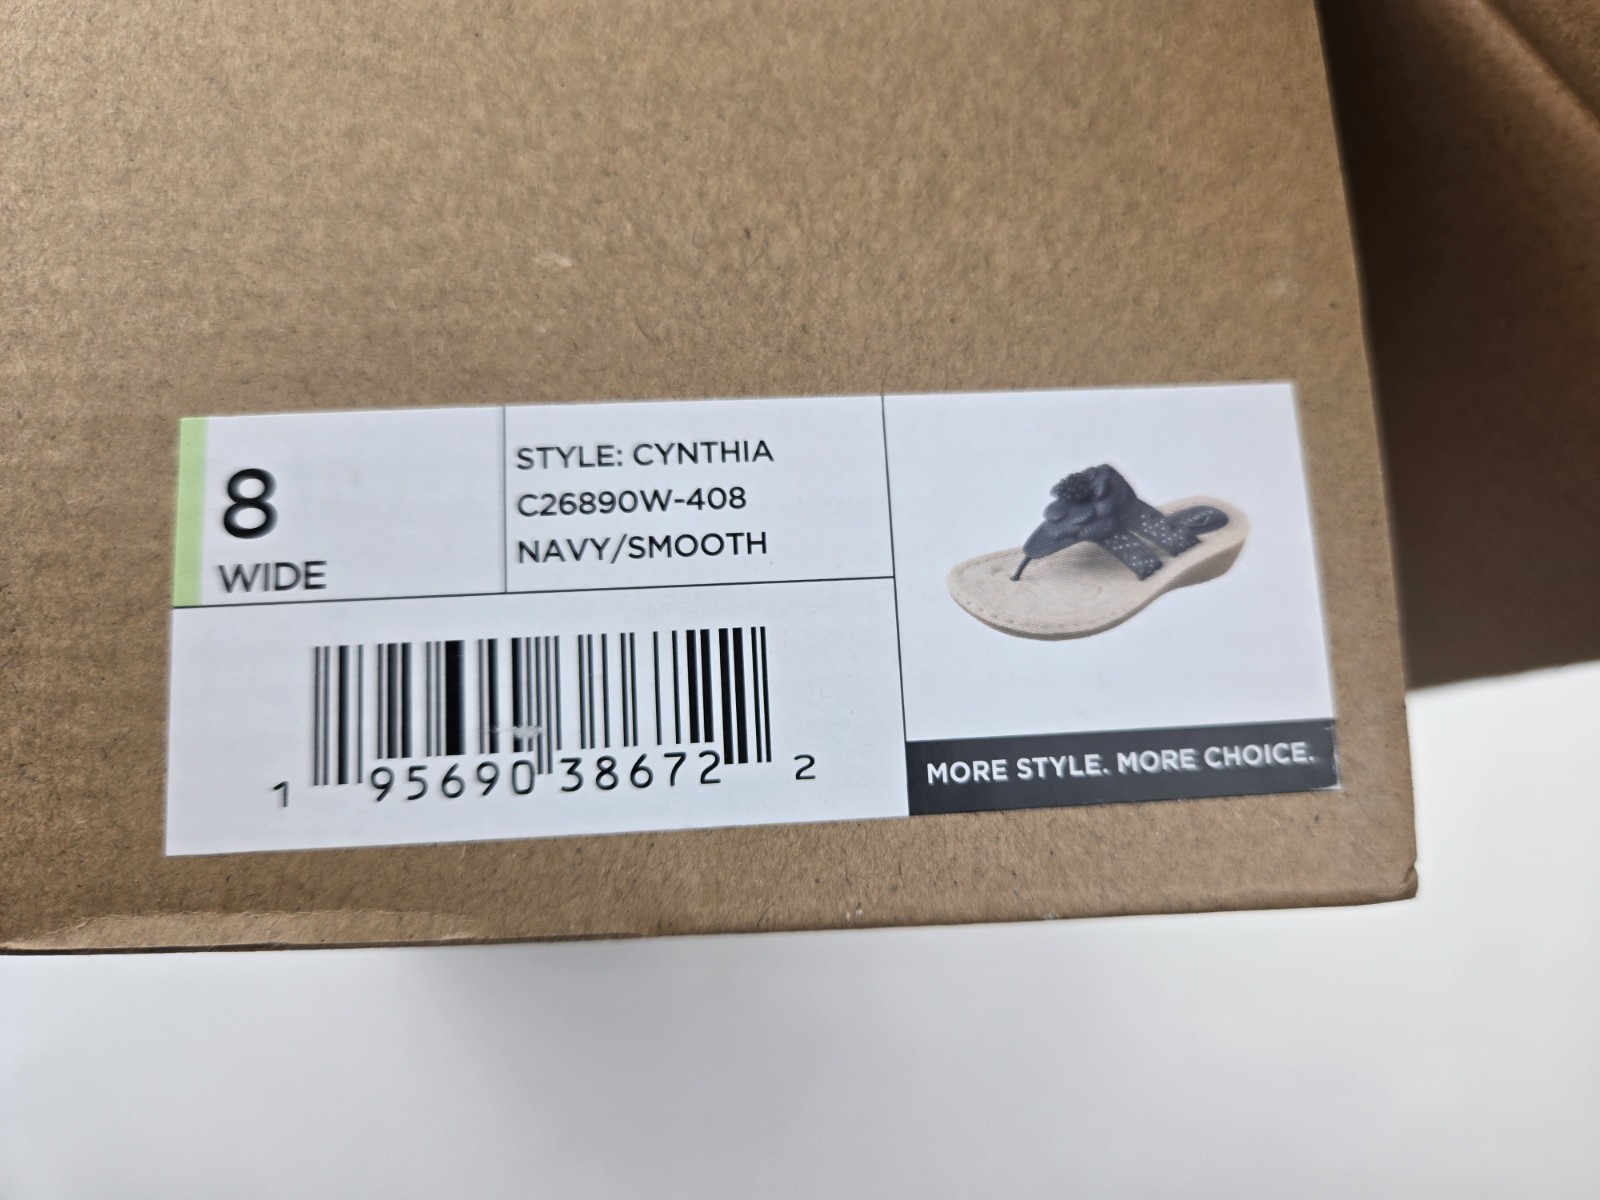 8
WIDE
STYLE: CYNTHIA
C26890W-408
NAVY/SMOOTH
1 95690 38672 2
MORE STYLE. MORE CHOICE.